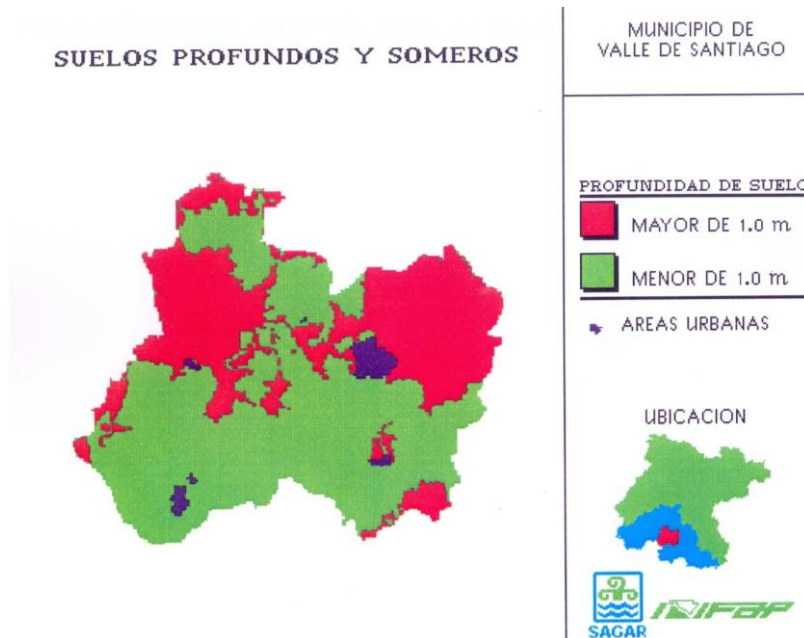 SUELOS PROFUNDOS Y SOMEROS
MUNICIPIO DE
VALLE DE SANTIAGO
PROFUNDIDAD DE SUELO
MAYOR DE 1.0 m
MENOR DE 1.0 m
AREAS URBANAS
UBICACION
SAGAR
INIFAP